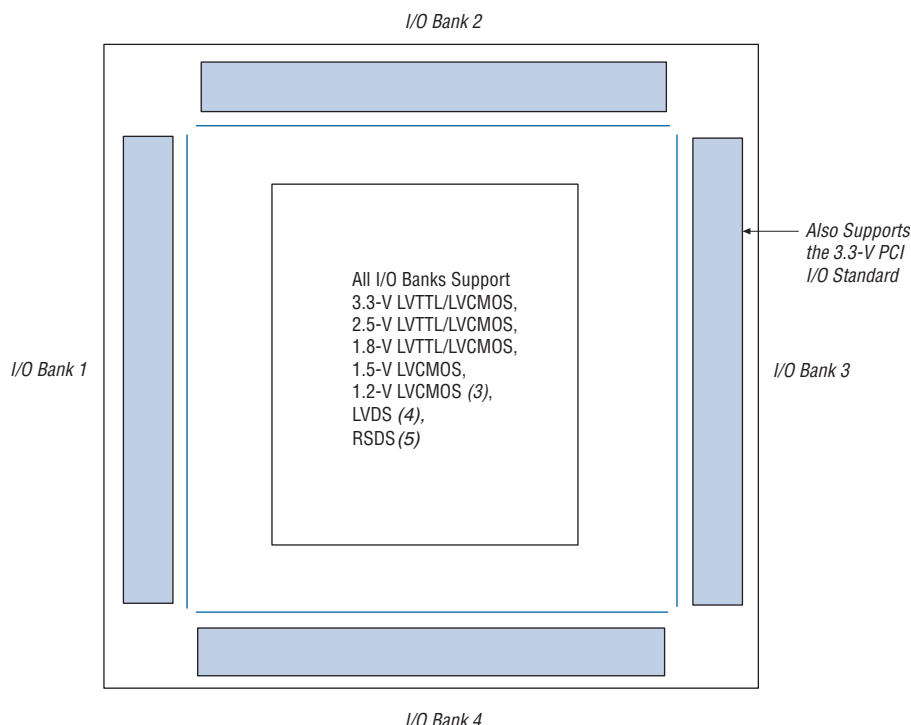 I/O Bank 2
Also Supports
the 3.3-V PCI
I/O Standard
All I/O Banks Support
3.3-V LVTTL/LVCMOS,
2.5-V LVTTL/LVCMOS,
1.8-V LVTTL/LVCMOS,
1.5-V LVCMOS,
1.2-V LVCMOS (3),
LVDS (4),
RSDS(5)
I/O Bank 1
I/O Bank 3
I/O Bank 4